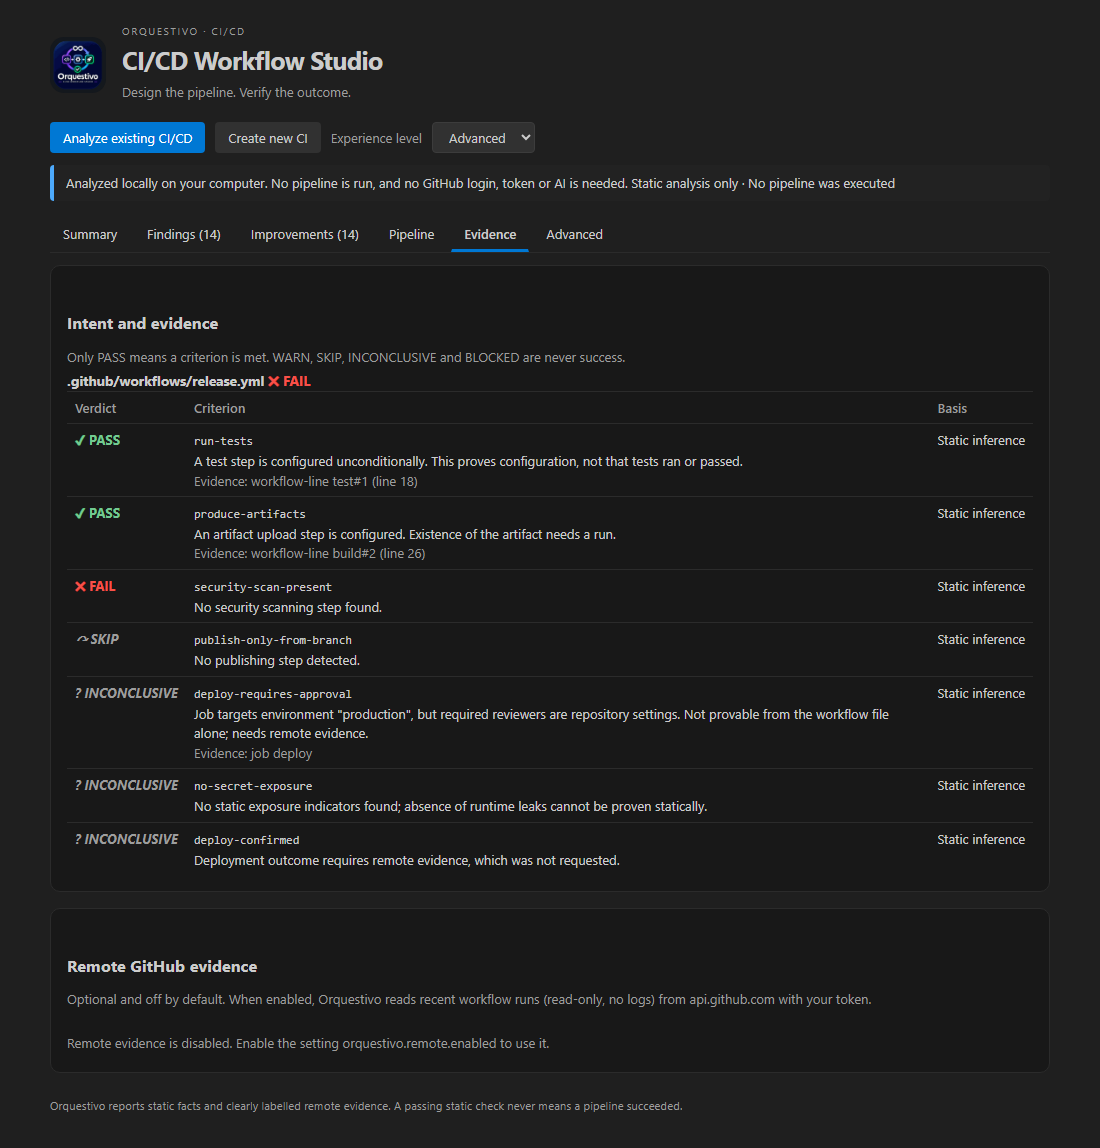 ORQUESTIVO · CI/CD
CI/CD Workflow Studio
Orquestivo
Design the pipeline. Verify the outcome.
Analyze existing CI/CD Create new CI Experience level Advanced
Analyzed locally on your computer. No pipeline is run, and no GitHub login, token or AI is needed. Static analysis only · No pipeline was executed
Summary Findings (14) Improvements (14) Pipeline Evidence Advanced
Intent and evidence
Only PASS means a criterion is met. WARN, SKIP, INCONCLUSIVE and BLOCKED are never success.
.github/workflows/release.yml ❌ FAIL
Verdict Criterion Basis
✔ PASS run-tests Static inference
A test step is configured unconditionally. This proves configuration, not that tests ran or passed.
Evidence: workflow-line test#1 (line 18)
✔ PASS produce-artifacts Static inference
An artifact upload step is configured. Existence of the artifact needs a run.
Evidence: workflow-line build#2 (line 26)
❌ FAIL security-scan-present Static inference
No security scanning step found.
↷ SKIP publish-only-from-branch Static inference
No publishing step detected.
? INCONCLUSIVE deploy-requires-approval Static inference
Job targets environment "production", but required reviewers are repository settings. Not provable from the workflow file
alone; needs remote evidence.
Evidence: job deploy
? INCONCLUSIVE no-secret-exposure Static inference
No static exposure indicators found; absence of runtime leaks cannot be proven statically.
? INCONCLUSIVE deploy-confirmed Static inference
Deployment outcome requires remote evidence, which was not requested.
Remote GitHub evidence
Optional and off by default. When enabled, Orquestivo reads recent workflow runs (read-only, no logs) from api.github.com with your token.
Remote evidence is disabled. Enable the setting orquestivo.remote.enabled to use it.
Orquestivo reports static facts and clearly labelled remote evidence. A passing static check never means a pipeline succeeded.